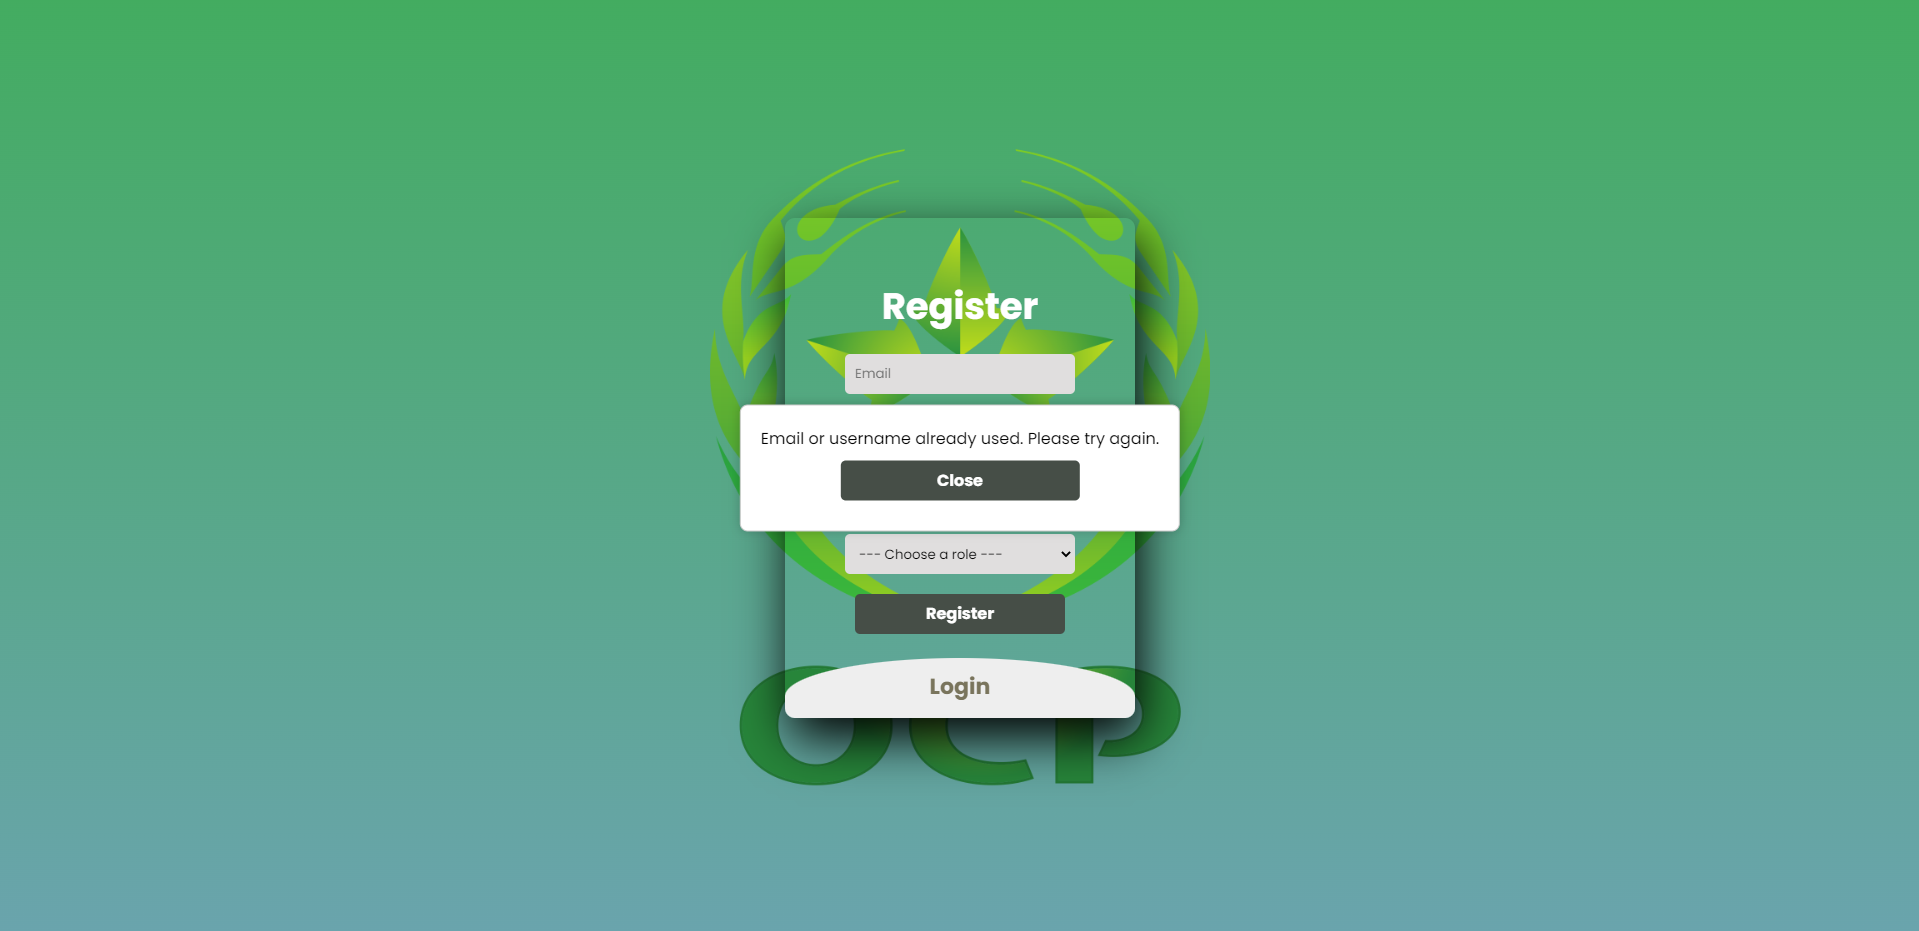 Register
Email
Email or username already used. Please try again.
Close
--- Choose a role ---
Register
Login
OCP